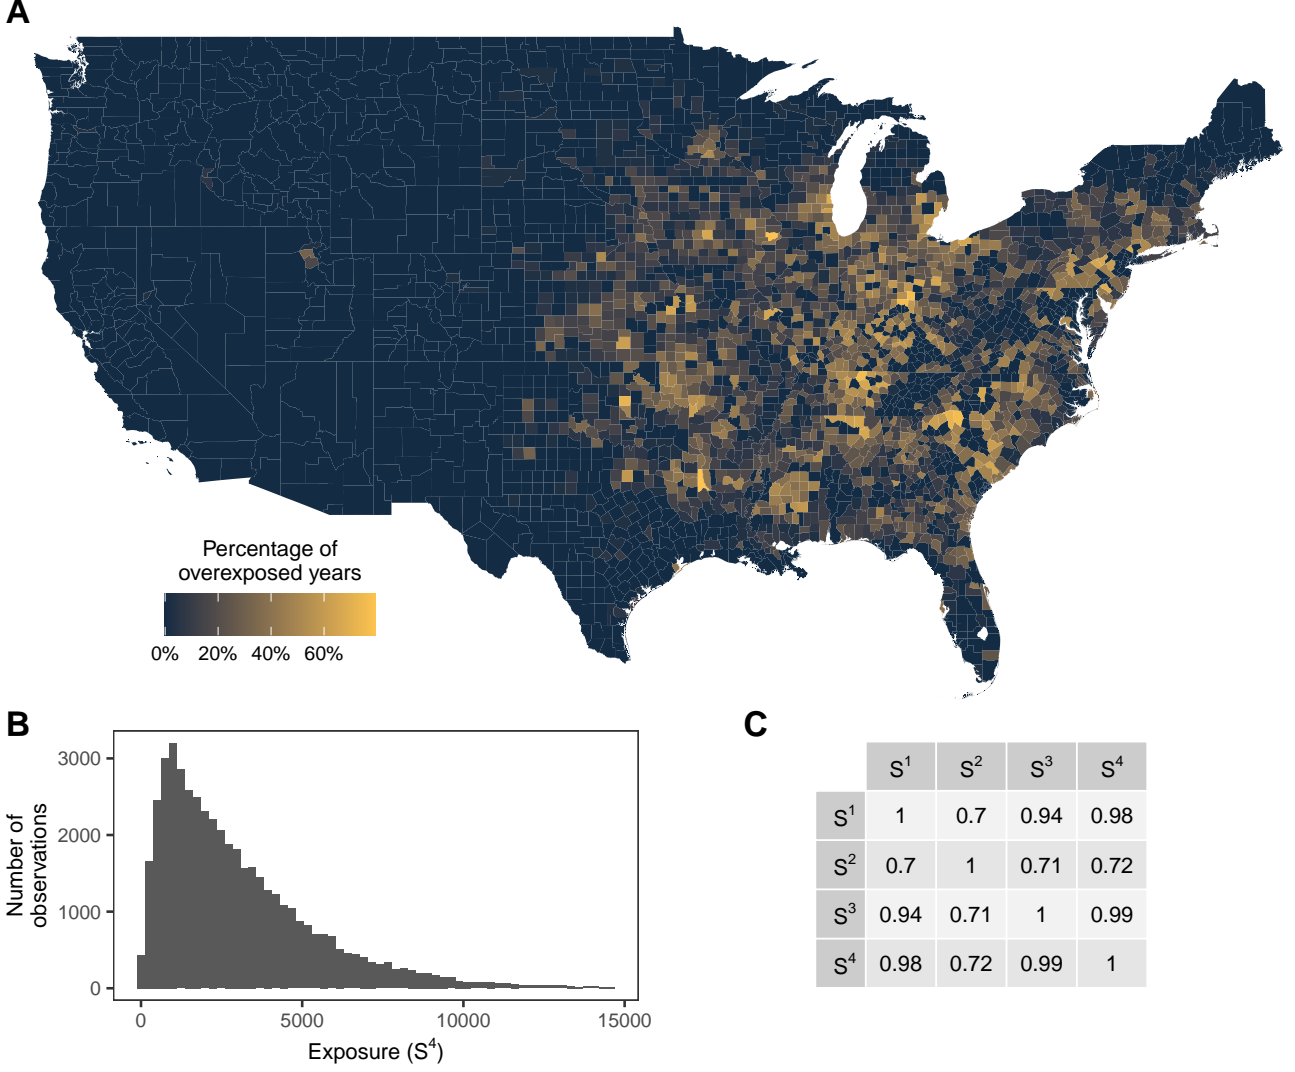 A
Percentage of
overexposed years
0% 20% 40% 60%
B
Number of
observations
3000
2000
1000
0
0 5000 10000 15000
Exposure (S⁴)
C
S¹ S² S³ S⁴
S¹ 1 0.7 0.94 0.98
S² 0.7 1 0.71 0.72
S³ 0.94 0.71 1 0.99
S⁴ 0.98 0.72 0.99 1